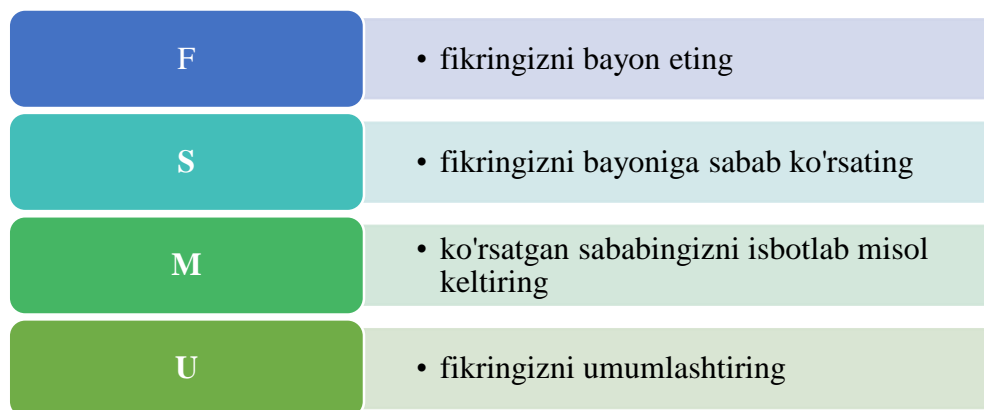 F
• fikringizni bayon eting
S
• fikringizni bayoniga sabab ko'rsating
M
• ko'rsatgan sababingizni isbotlab misol
keltiring
U
• fikringizni umumlashtiring